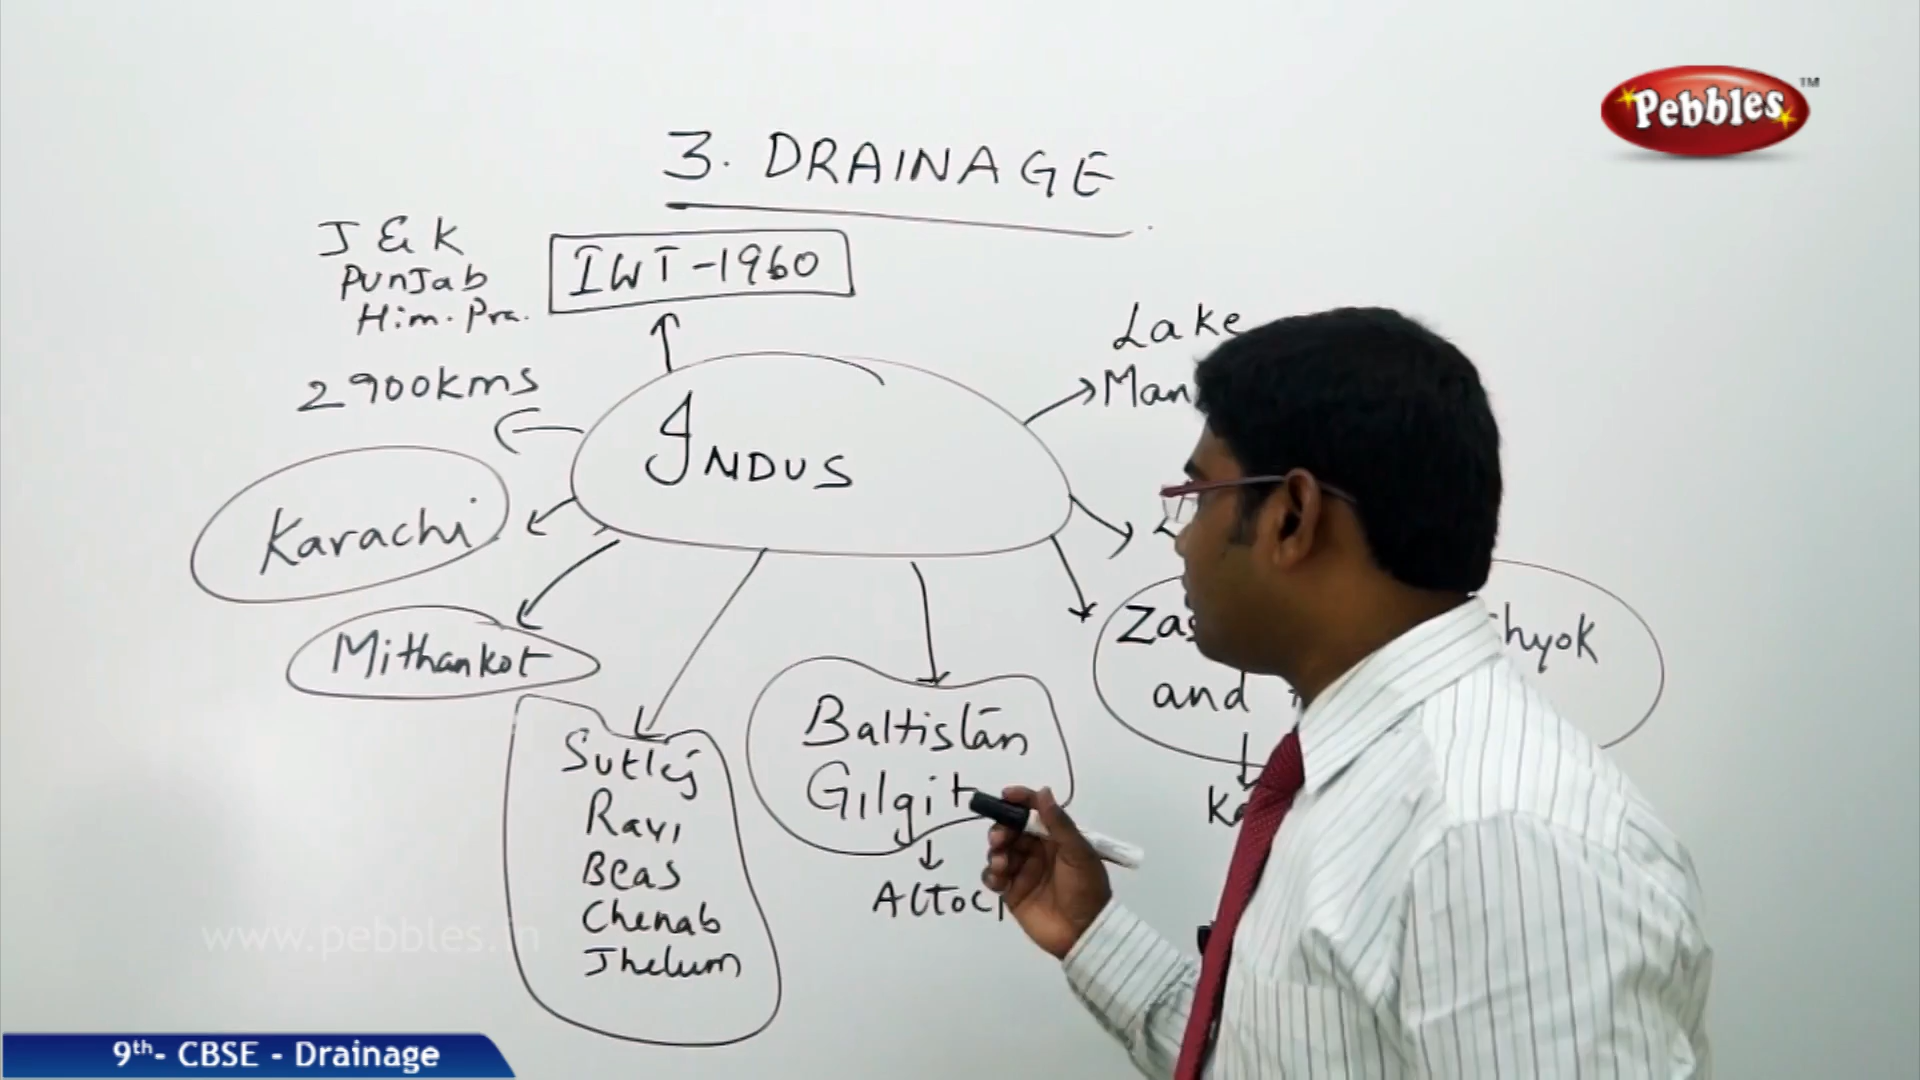 Pebbles™
3. DRAINAGE
J & K
Punjab
Him. Pra.
IWT-1960
2900kms
Lake
INDUS
Karachi
Mithankot
and
Sutlej
Ravi
Beas
Chenab
Jhelum
Baltistan
Gilgit
www.pebbles.in
9th- CBSE - Drainage